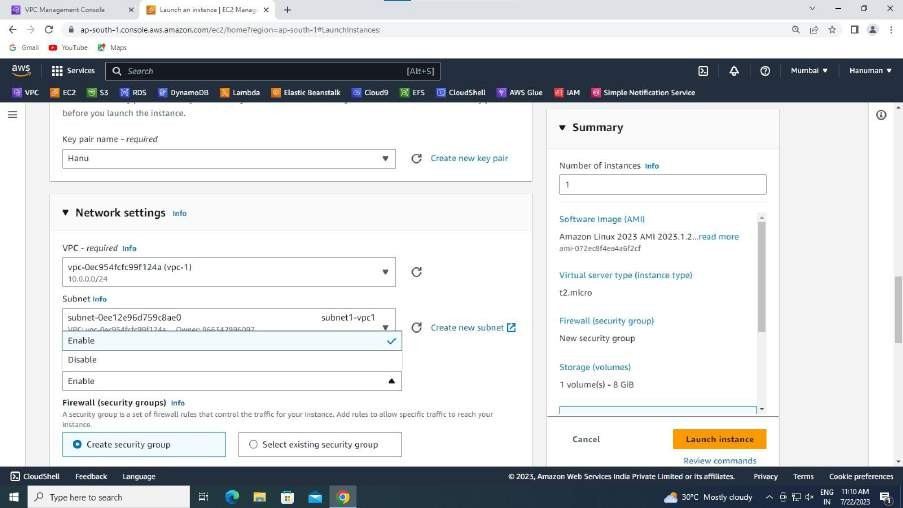 VPC Management Console
Launch an instance | EC2 Manag
ap-south-1.console.aws.amazon.com/ec2/home?region=ap-south-1#LaunchInstances:
Gmail YouTube Maps
aws Services Search [Alt+S] Mumbai Hanuman
VPC EC2 S3 RDS DynamoDB Lambda Elastic Beanstalk Cloud9 EFS CloudShell AWS Glue IAM Simple Notification Service
before you launch the instance.
Key pair name - required
Hanu
Create new key pair
Network settings Info
VPC - required Info
vpc-0ec954fcfc99f124a (vpc-1)
10.0.0.0/24
Subnet Info
subnet-0ee12e96d759c8ae0 subnet1-vpc1
Create new subnet
Enable
Disable
Enable
Firewall (security groups) Info
A security group is a set of firewall rules that control the traffic for your instance. Add rules to allow specific traffic to reach your
instance.
Create security group
Select existing security group
Summary
Number of instances Info
1
Software Image (AMI)
Amazon Linux 2023 AMI 2023.1.2...read more
ami-072ec8f4ea4a6f2cf
Virtual server type (instance type)
t2.micro
Firewall (security group)
New security group
Storage (volumes)
1 volume(s) - 8 GiB
Cancel
Launch instance
Review commands
CloudShell Feedback Language © 2023, Amazon Web Services India Private Limited or its affiliates. Privacy Terms Cookie preferences
Type here to search
30°C Mostly cloudy
ENG
IN
11:10 AM
7/22/2023